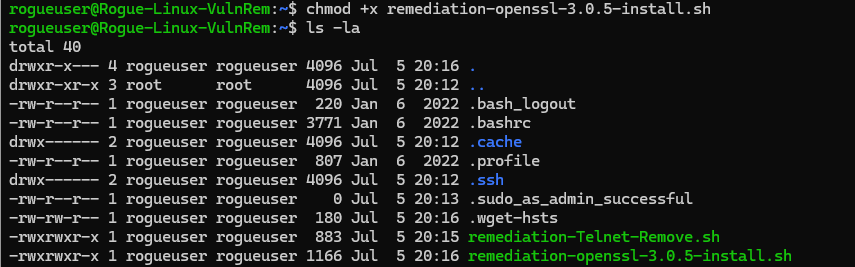 rogueuser@Rogue-Linux-VulnRem:~$ chmod +x remediation-openssl-3.0.5-install.sh
rogueuser@Rogue-Linux-VulnRem:~$ ls -la
total 40
drwxr-x--- 4 rogueuser rogueuser 4096 Jul  5 20:16 .
drwxr-xr-x 3 root      root      4096 Jul  5 20:12 ..
-rw-r--r-- 1 rogueuser rogueuser  220 Jan  6  2022 .bash_logout
-rw-r--r-- 1 rogueuser rogueuser 3771 Jan  6  2022 .bashrc
drwx------ 2 rogueuser rogueuser 4096 Jul  5 20:12 .cache
-rw-r--r-- 1 rogueuser rogueuser  807 Jan  6  2022 .profile
drwx------ 2 rogueuser rogueuser 4096 Jul  5 20:12 .ssh
-rw-r--r-- 1 rogueuser rogueuser    0 Jul  5 20:13 .sudo_as_admin_successful
-rw-rw-r-- 1 rogueuser rogueuser  180 Jul  5 20:16 .wget-hsts
-rwxrwxr-x 1 rogueuser rogueuser  883 Jul  5 20:15 remediation-Telnet-Remove.sh
-rwxrwxr-x 1 rogueuser rogueuser 1166 Jul  5 20:16 remediation-openssl-3.0.5-install.sh